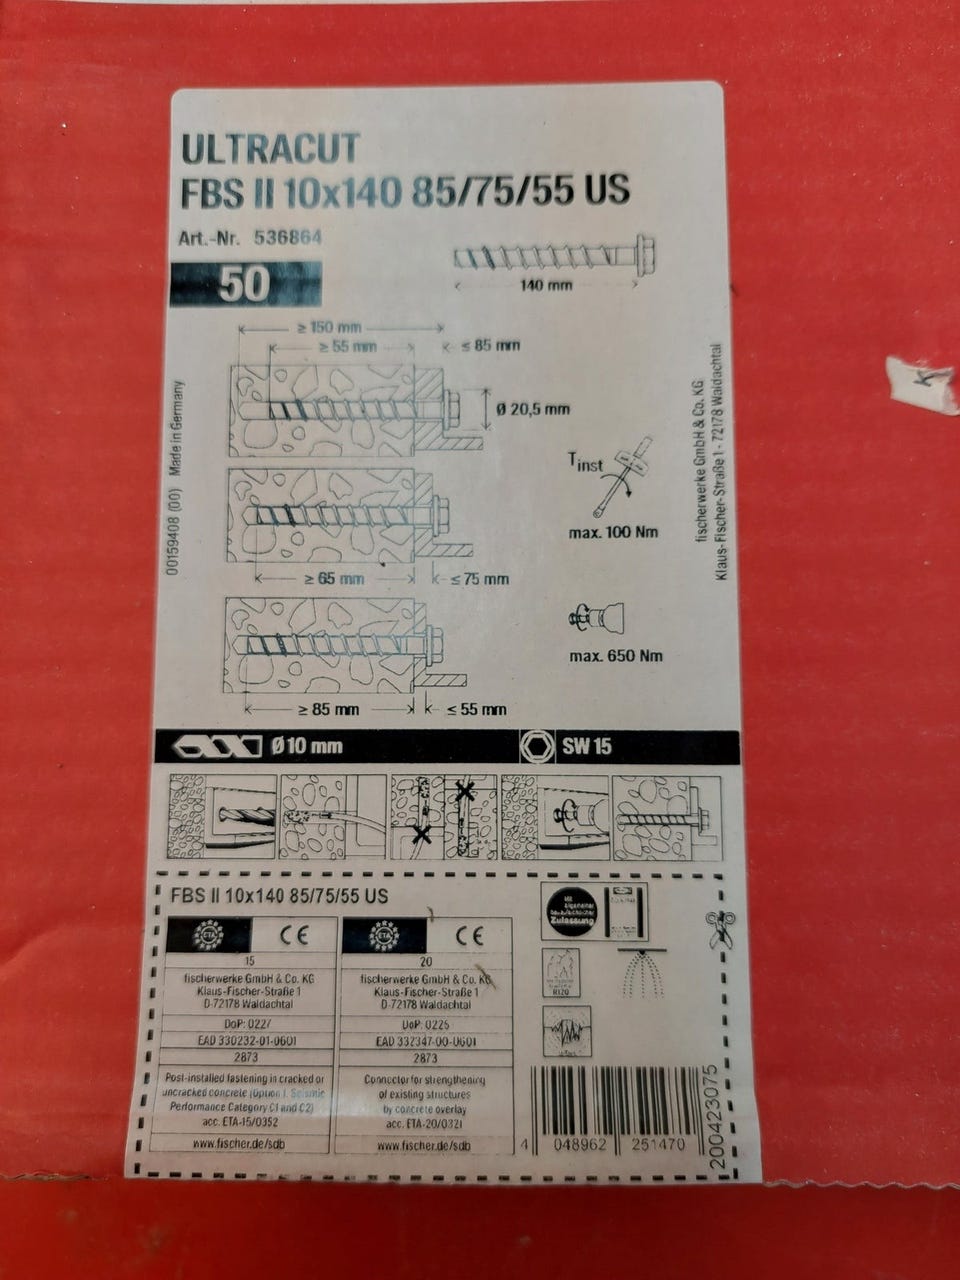 ULTRACUT
FBS II 10x140 85/75/55 US
Art.-Nr. 536864
50
140 mm
≥ 150 mm
≥ 55 mm
≤ 85 mm
Ø 20,5 mm
Tinst
max. 100 Nm
≥ 65 mm
≤ 75 mm
max. 650 Nm
≥ 85 mm
≤ 55 mm
00159408 (00) Made in Germany
fischerwerke GmbH & Co. KG
Klaus-Fischer-Straße 1 - 72178 Waldachtal
Ø 10 mm
SW 15
FBS II 10x140 85/75/55 US
ETA CE
15
fischerwerke GmbH & Co. KG
Klaus-Fischer-Straße 1
D-72178 Waldachtal
DoP: 0227
EAD 330232-01-0601
2873
Post-installed fastening in cracked or
uncracked concrete (Option 1, Seismic
Performance Category C1 and C2)
acc. ETA-15/0352
www.fischer.de/sdb
ETA CE
20
fischerwerke GmbH & Co. KG
Klaus-Fischer-Straße 1
D-72178 Waldachtal
DoP: 0225
EAD 332347-00-0601
2873
Connector for strengthening
of existing structures
by concrete overlay
acc. ETA-20/0321
www.fischer.de/sdb
Zulassung
R120
4 048962 251470
200423075
K